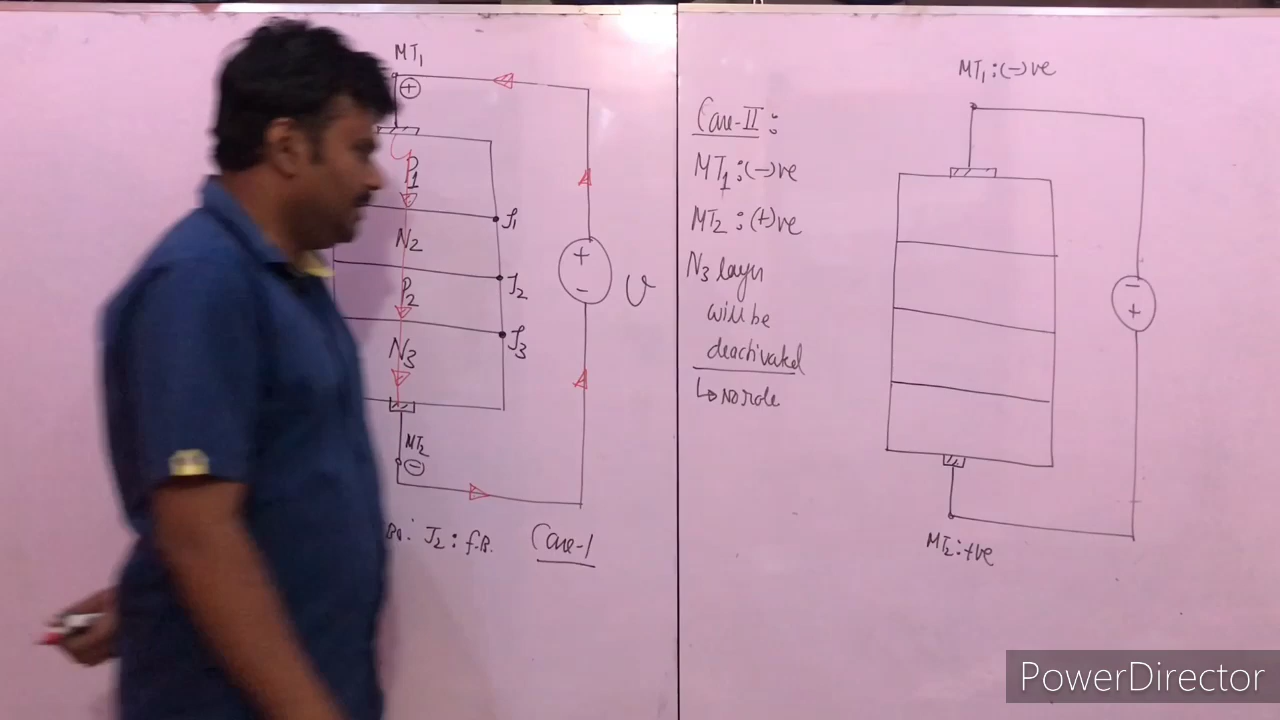 MT1
+
P1
J1
N2
J2
P2
J3
N3
+
-
V
MT2
-
J2 : f.B.
Case-1
Case-II :
MT1 : (-)ve
MT2 : (+)ve
N3 layer
will be
deactivated
↳ No role
MT1 : (-)ve
-
+
MT2 : +ve
PowerDirector